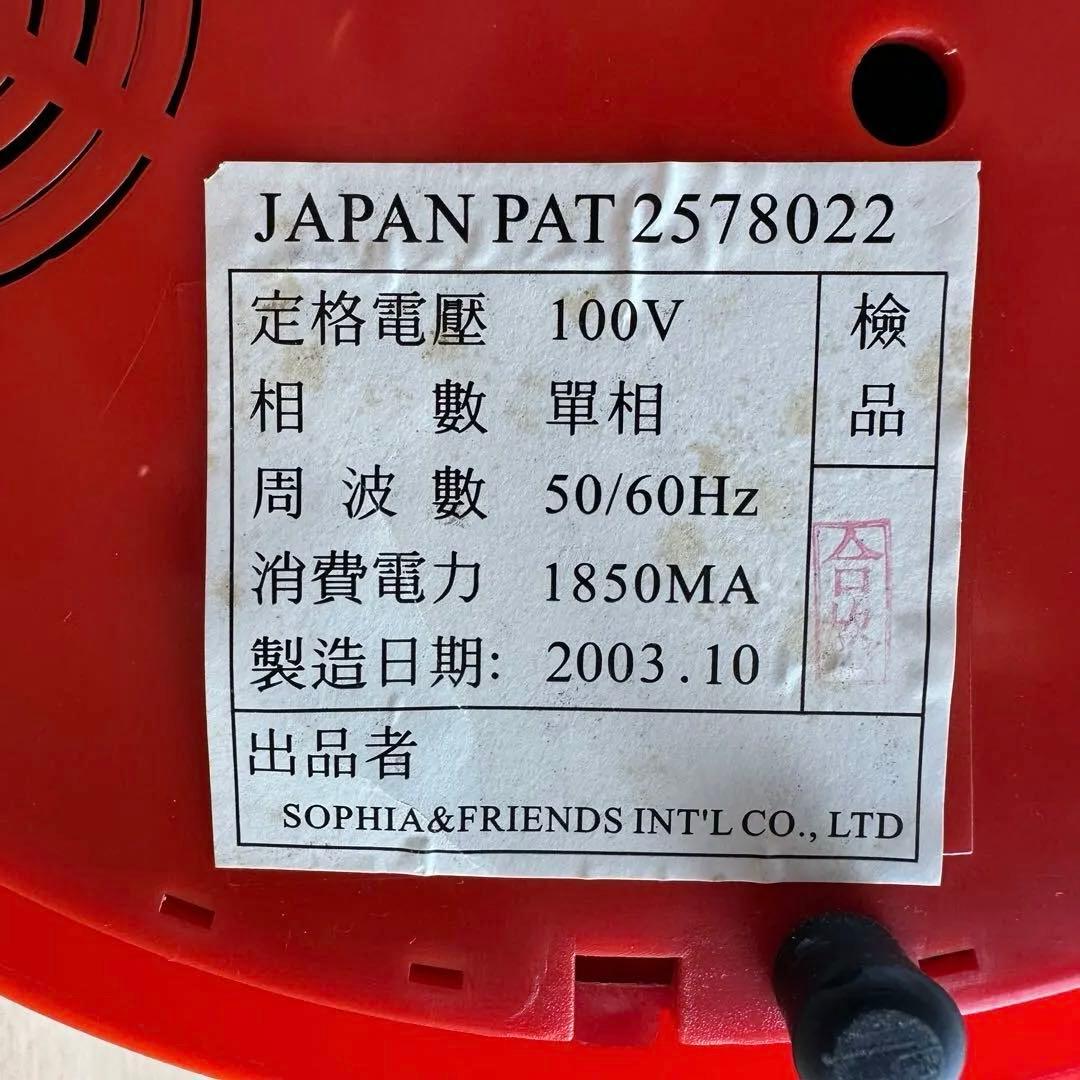 JAPAN PAT 2578022
定格電壓 100V
相數 單相
周波數 50/60Hz
消費電力 1850MA
製造日期: 2003.10
檢品
合格
出品者
SOPHIA&FRIENDS INT'L CO., LTD